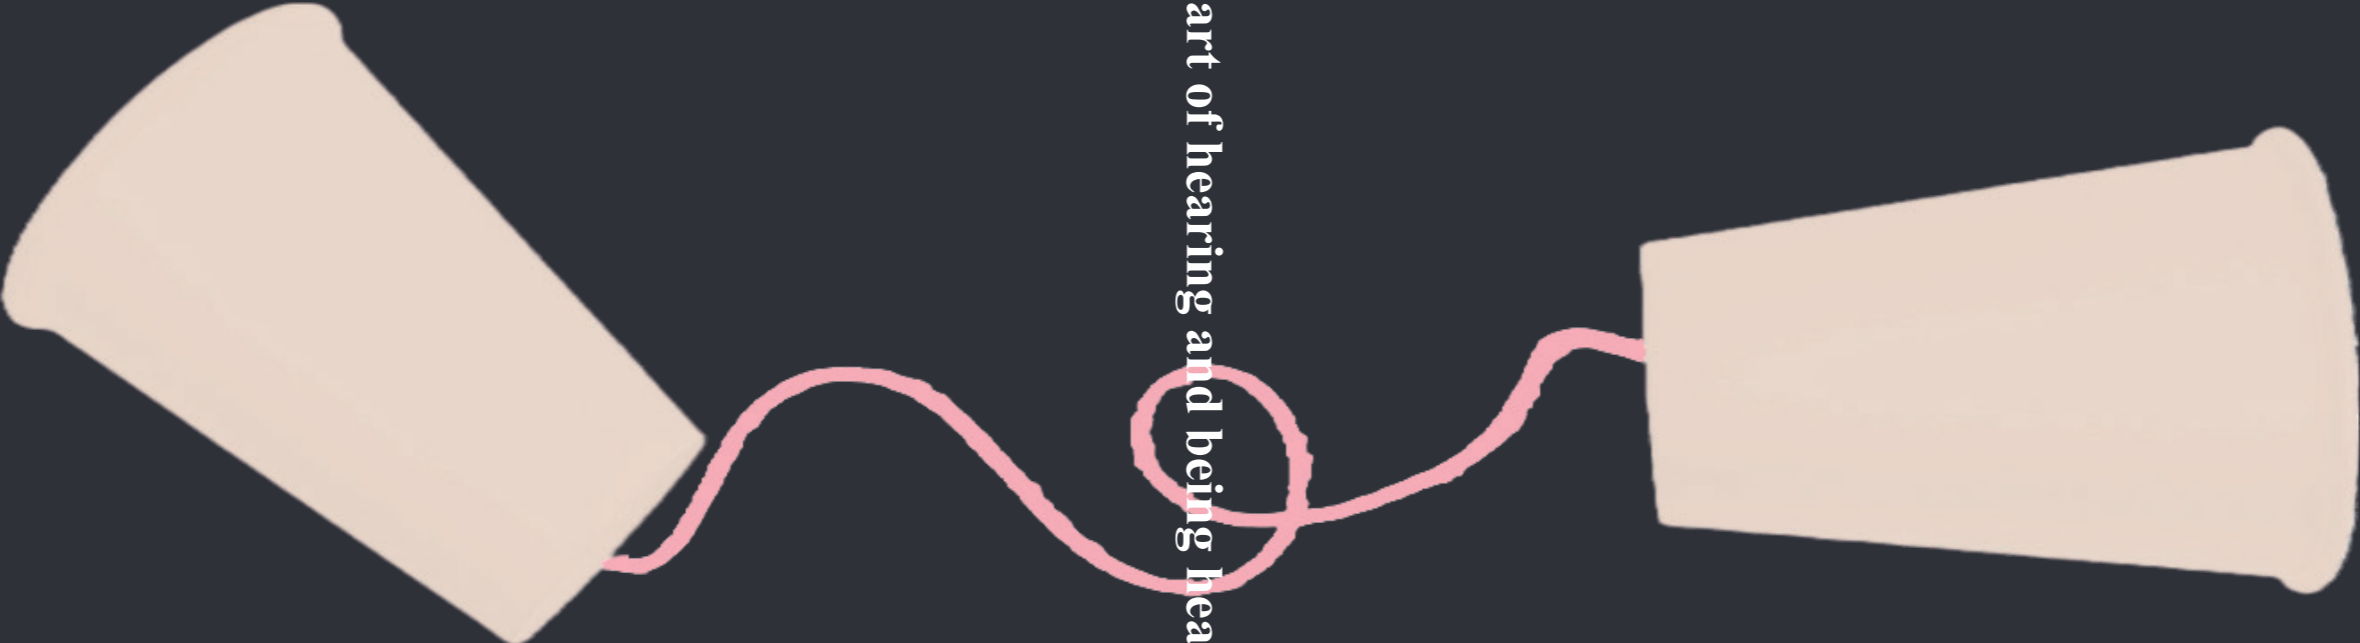 art of hearing and being hea